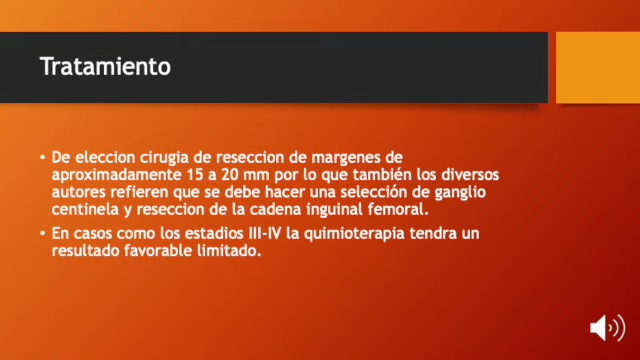 Tratamiento
• De eleccion cirugia de reseccion de margenes de
aproximadamente 15 a 20 mm por lo que también los diversos
autores refieren que se debe hacer una selección de ganglio
centinela y reseccion de la cadena inguinal femoral.
• En casos como los estadios III-IV la quimioterapia tendra un
resultado favorable limitado.